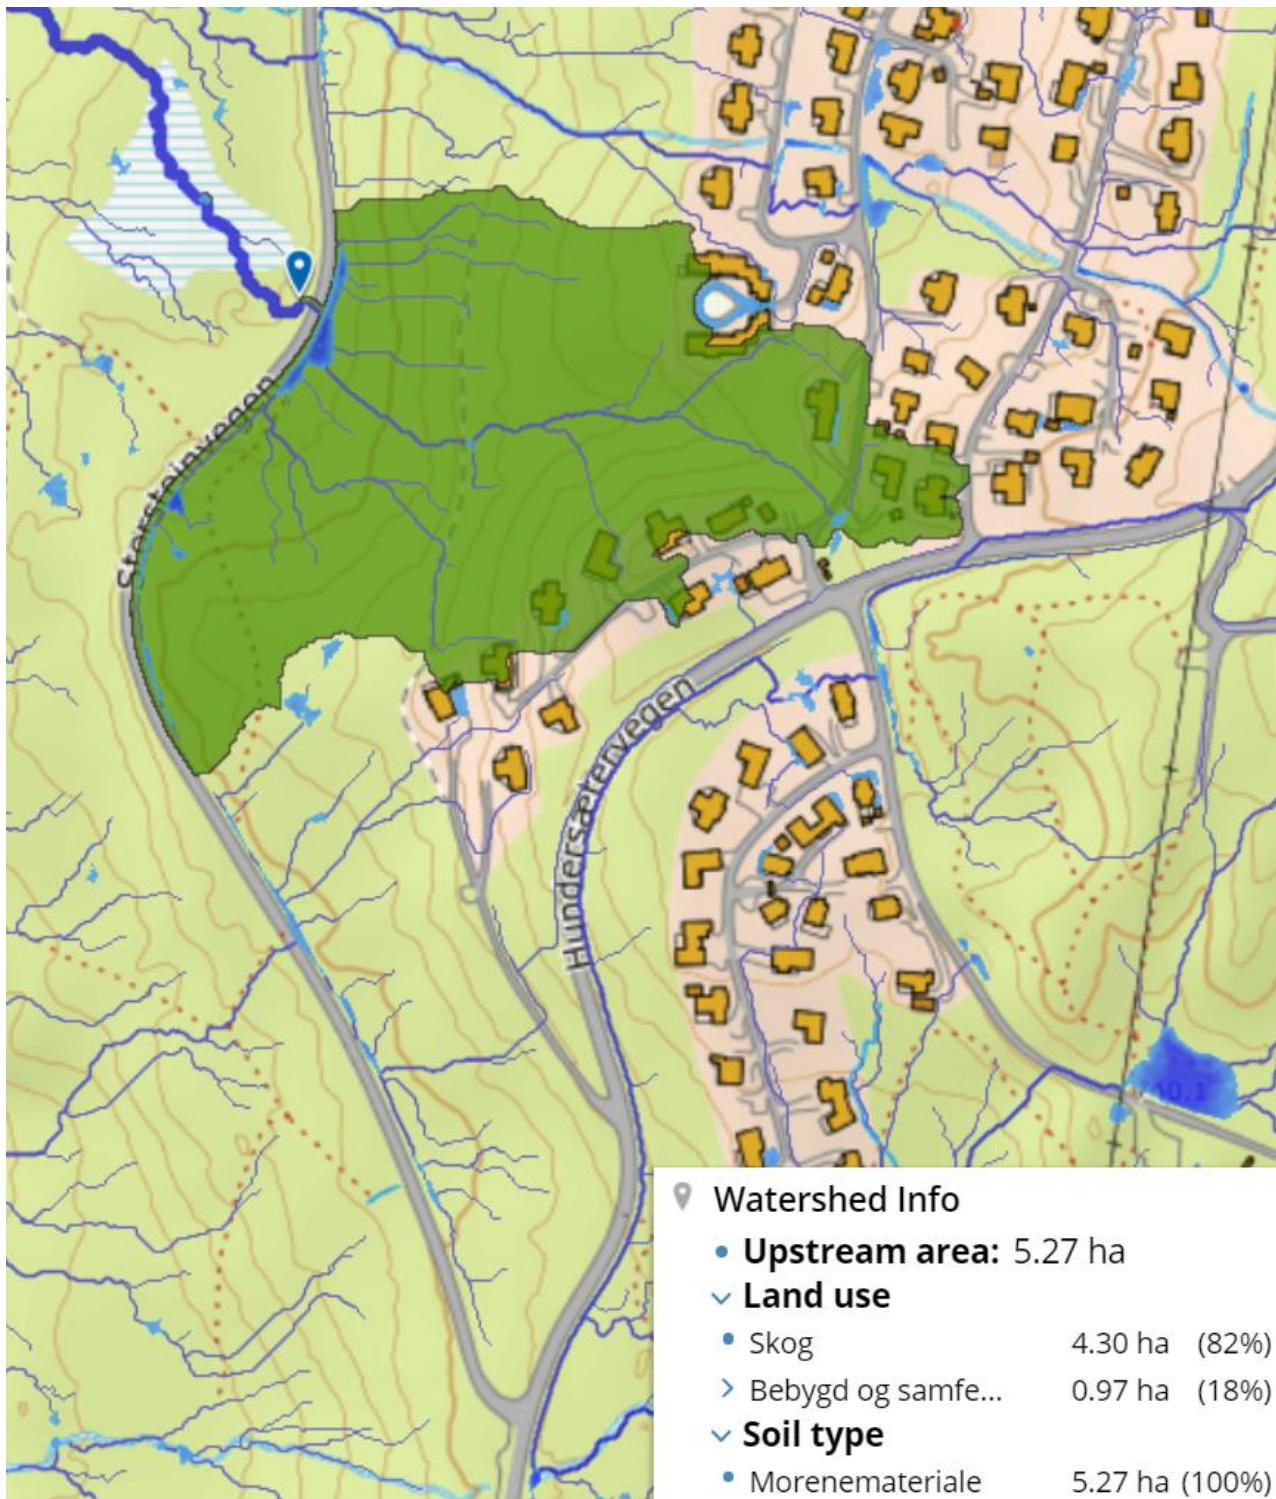 Storsteinvegen
Hundersætervegen
Watershed Info
Upstream area: 5.27 ha
Land use
Skog 4.30 ha (82%)
Bebygd og samfe... 0.97 ha (18%)
Soil type
Morenemateriale 5.27 ha (100%)